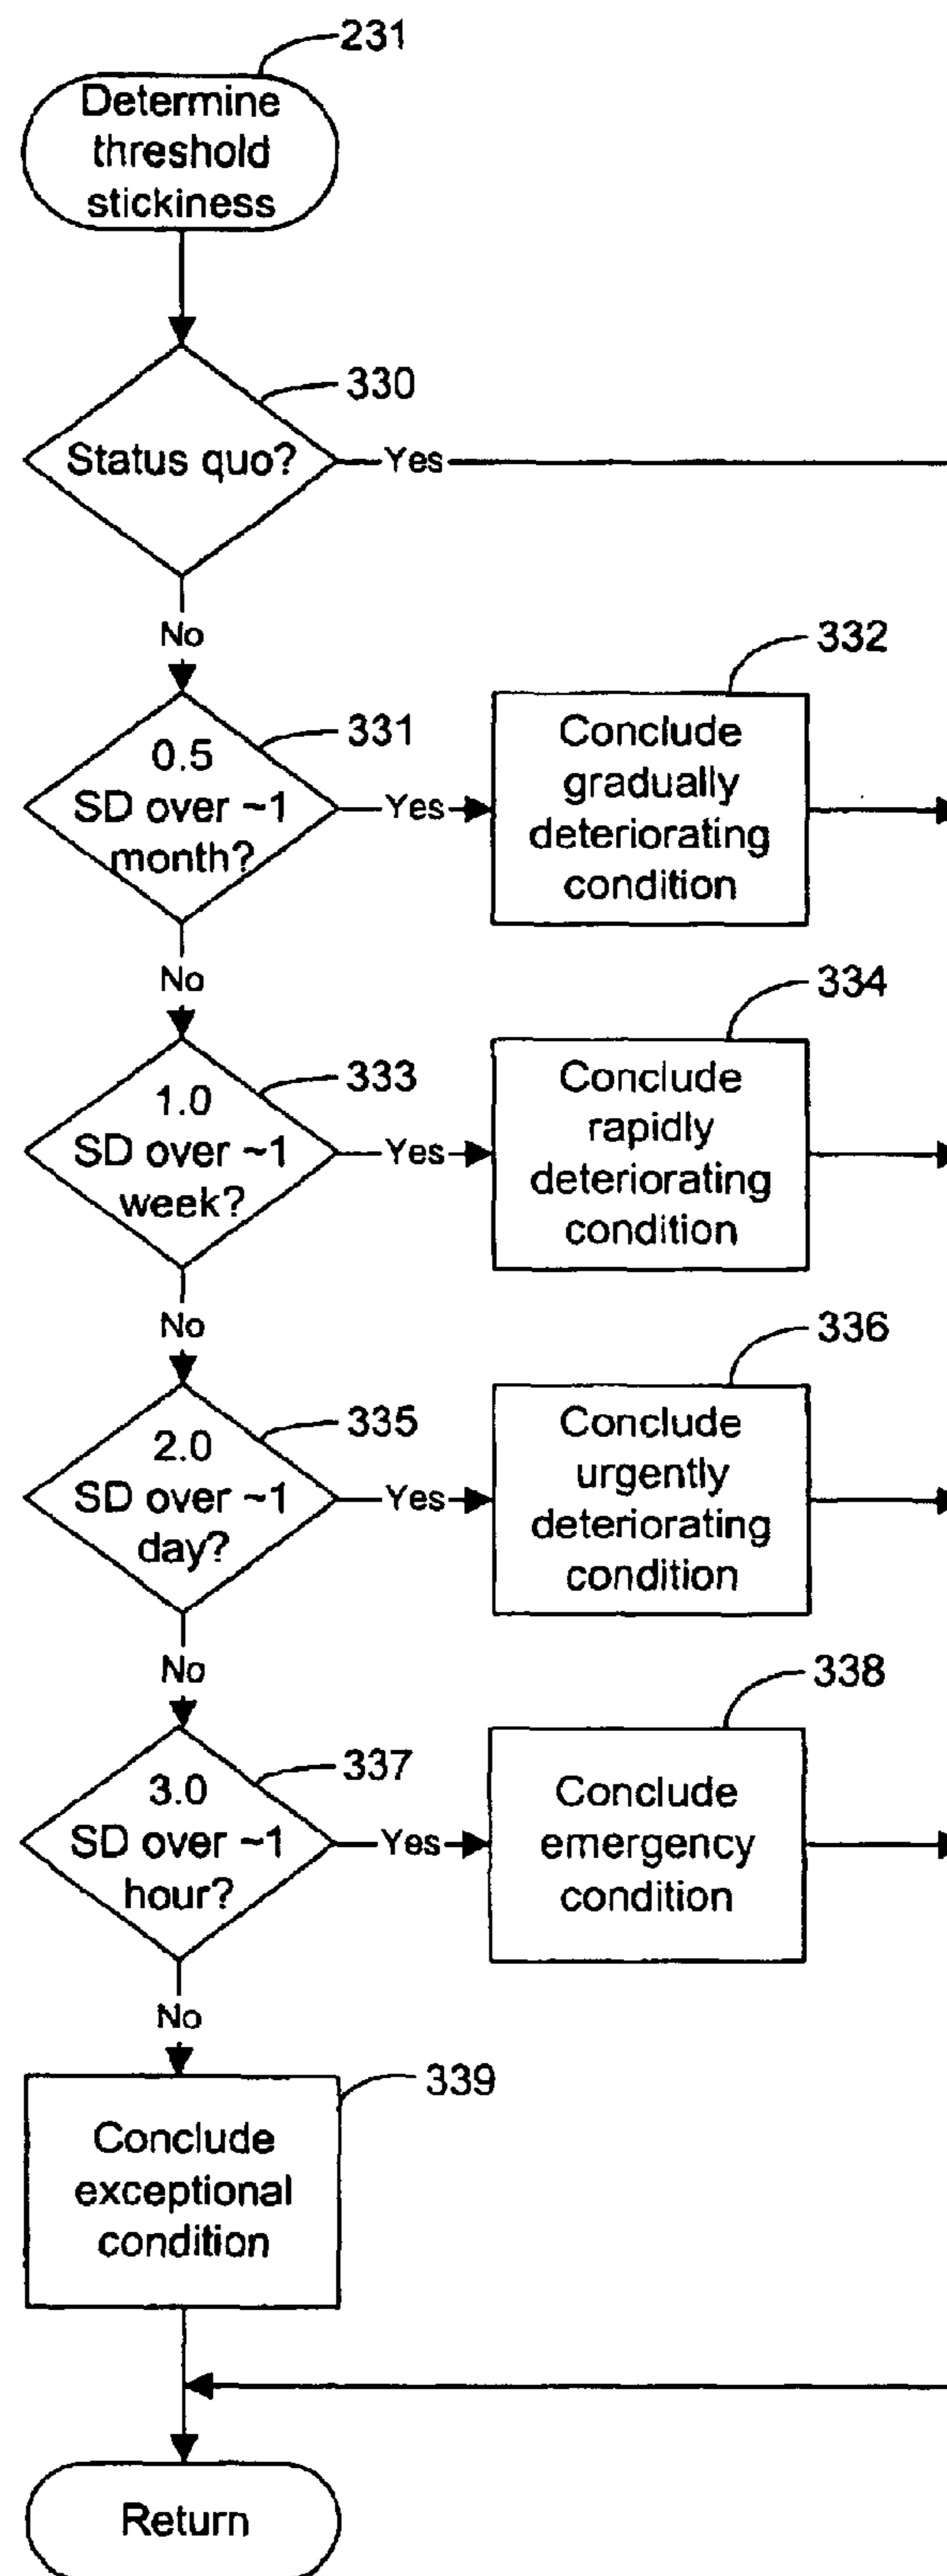 231
Determine
threshold
stickiness
330
Status quo?
Yes
No
331
0.5
SD over ~1
month?
Yes
332
Conclude
gradually
deteriorating
condition
No
333
1.0
SD over ~1
week?
Yes
334
Conclude
rapidly
deteriorating
condition
No
335
2.0
SD over ~1
day?
Yes
336
Conclude
urgently
deteriorating
condition
No
337
3.0
SD over ~1
hour?
Yes
338
Conclude
emergency
condition
No
339
Conclude
exceptional
condition
Return